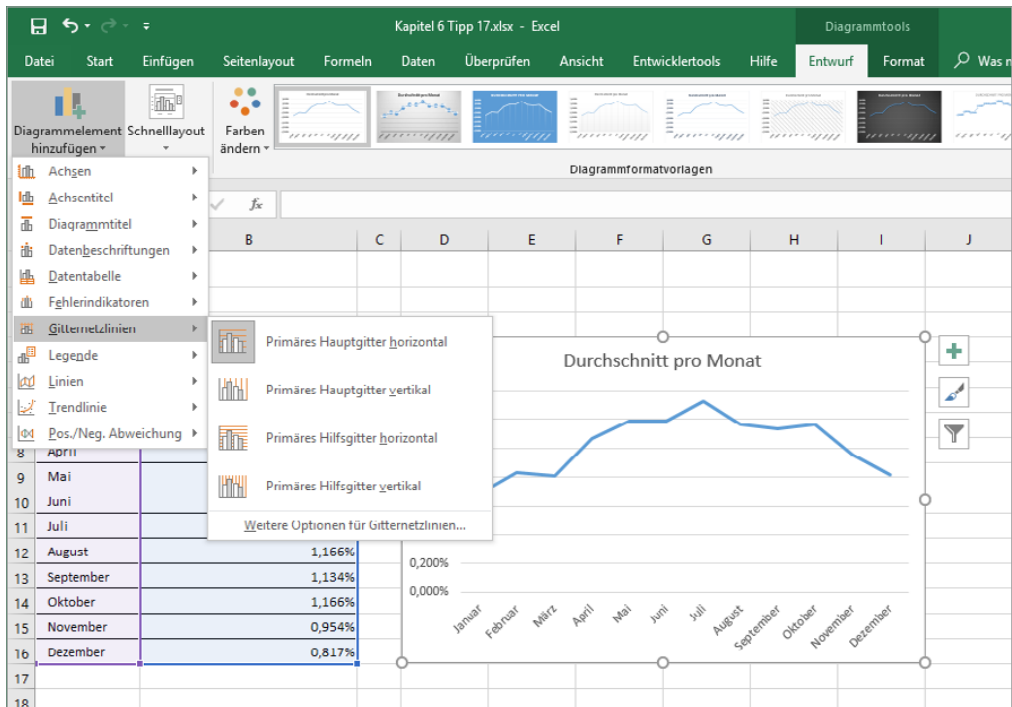 Kapitel 6 Tipp 17.xlsx - Excel
Diagrammtools
Datei Start Einfügen Seitenlayout Formeln Daten Überprüfen Ansicht Entwicklertools Hilfe Entwurf Format Was
Diagrammelement hinzufügen
Schnelllayout
Farben ändern
Diagrammformatvorlagen
Achsen
Achsentitel
Diagrammtitel
Datenbeschriftungen
Datentabelle
Fehlerindikatoren
Gitternetzlinien
Legende
Linien
Trendlinie
Pos./Neg. Abweichung
Primäres Hauptgitter horizontal
Primäres Hauptgitter vertikal
Primäres Hilfsgitter horizontal
Primäres Hilfsgitter vertikal
Weitere Optionen für Gitternetzlinien...
fx
B C D E F G H I J
8 April
9 Mai
10 Juni
11 Juli
12 August 1,166%
13 September 1,134%
14 Oktober 1,166%
15 November 0,954%
16 Dezember 0,817%
17
18
Durchschnitt pro Monat
0,200%
0,000%
Januar Februar März April Mai Juni Juli August September Oktober November Dezember